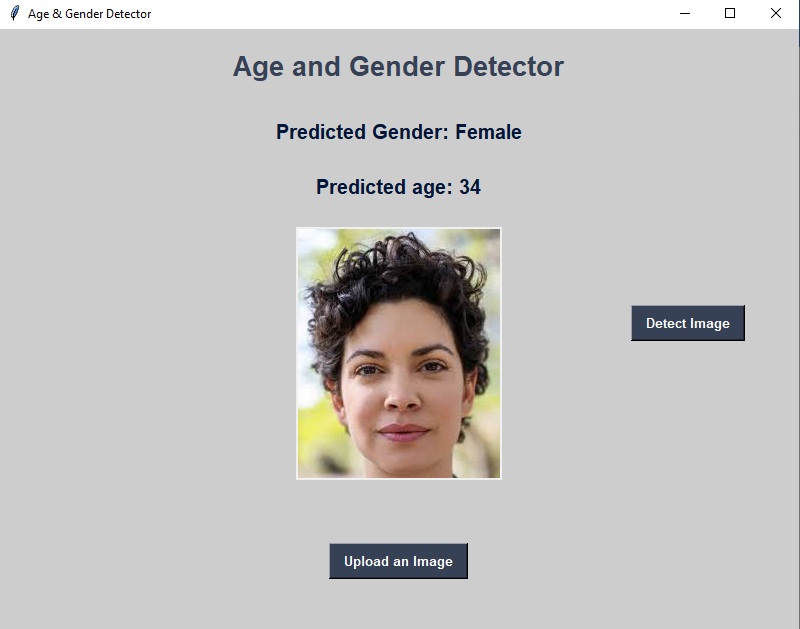 Age & Gender Detector
Age and Gender Detector
Predicted Gender: Female
Predicted age: 34
Detect Image
Upload an Image